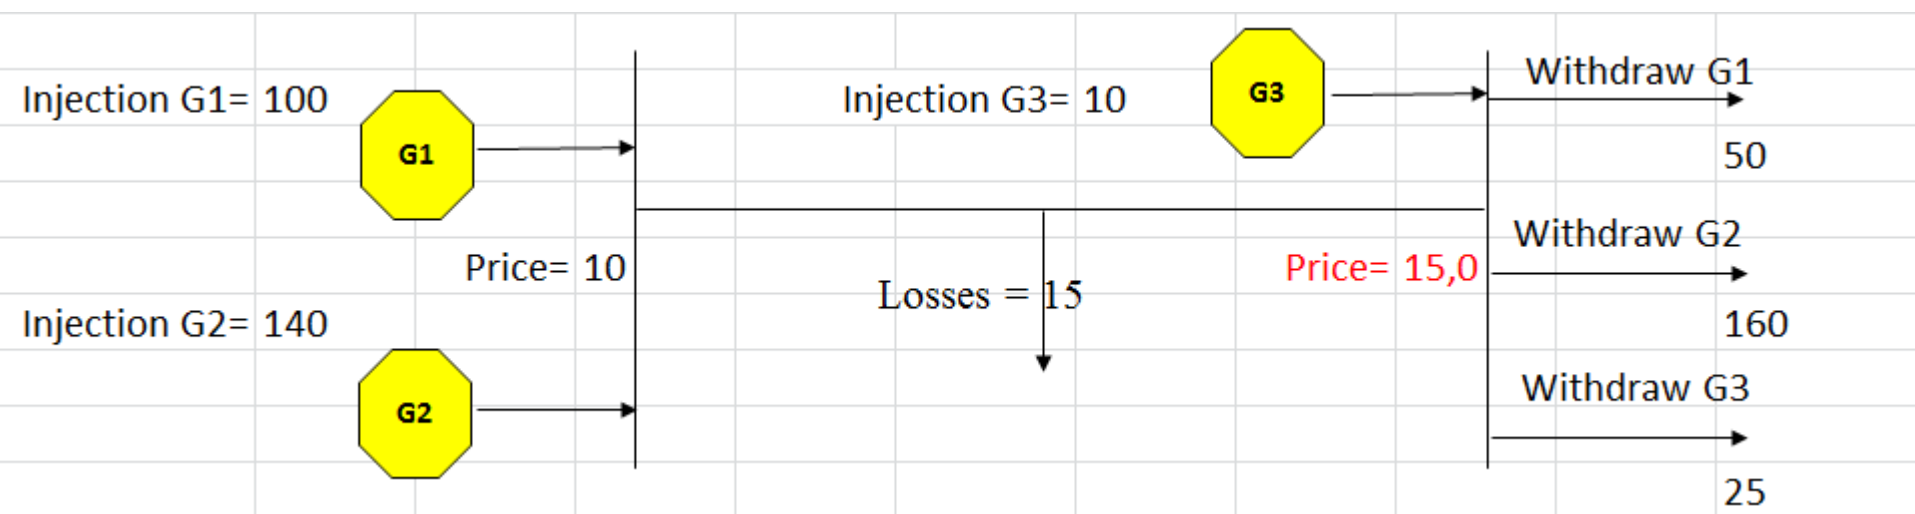 Injection G1= 100
G1
Injection G3= 10
G3
Withdraw G1
50
Price= 10
Losses = 15
Price= 15,0
Withdraw G2
160
Injection G2= 140
G2
Withdraw G3
25